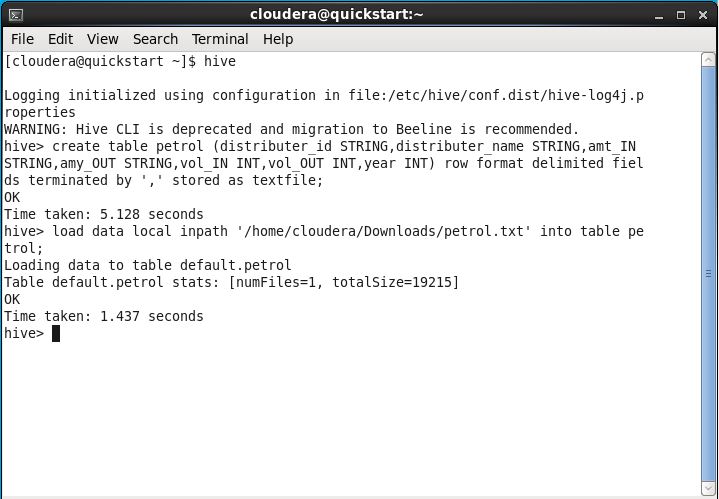 cloudera@quickstart:~
File Edit View Search Terminal Help
[cloudera@quickstart ~]$ hive
Logging initialized using configuration in file:/etc/hive/conf.dist/hive-log4j.p
roperties
WARNING: Hive CLI is deprecated and migration to Beeline is recommended.
hive> create table petrol (distributer_id STRING,distributer_name STRING,amt_IN
STRING,amy_OUT STRING,vol_IN INT,vol_OUT INT,year INT) row format delimited fiel
ds terminated by ',' stored as textfile;
OK
Time taken: 5.128 seconds
hive> load data local inpath '/home/cloudera/Downloads/petrol.txt' into table pe
trol;
Loading data to table default.petrol
Table default.petrol stats: [numFiles=1, totalSize=19215]
OK
Time taken: 1.437 seconds
hive>